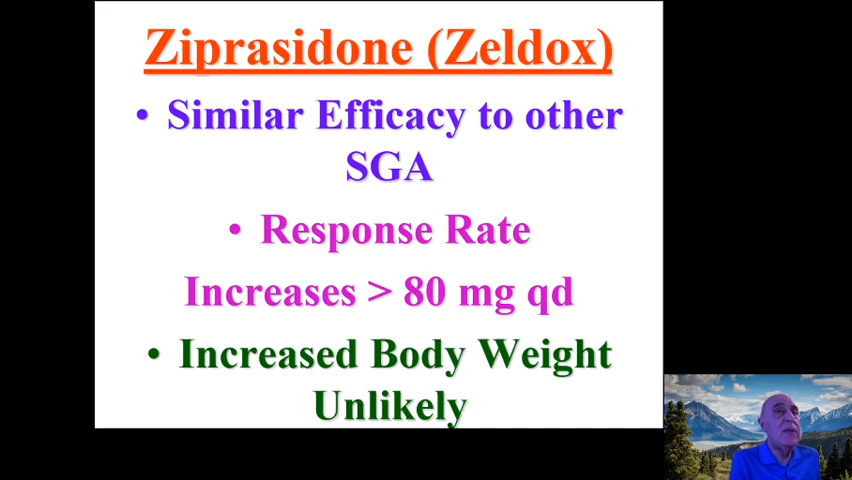 Ziprasidone (Zeldox)
• Similar Efficacy to other
SGA
• Response Rate
Increases > 80 mg qd
• Increased Body Weight
Unlikely